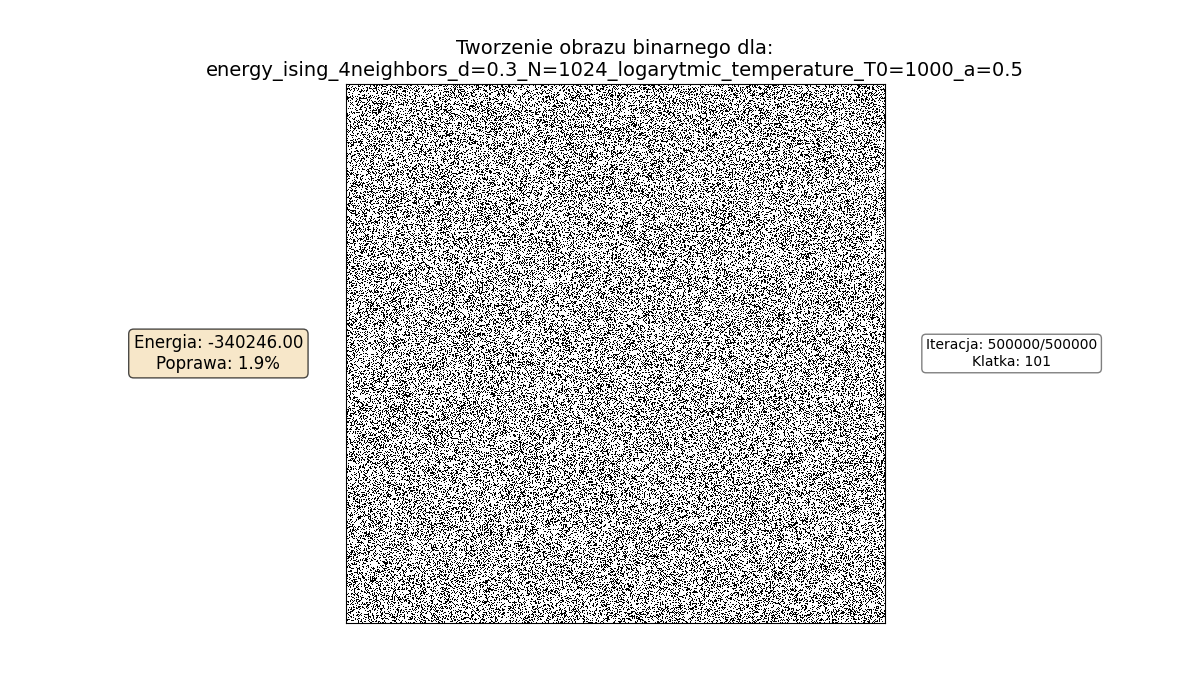 Tworzenie obrazu binarnego dla:
energy_ising_4neighbors_d=0.3_N=1024_logarytmic_temperature_T0=1000_a=0.5
Energia: -340246.00
Poprawa: 1.9%
Iteracja: 500000/500000
Klatka: 101